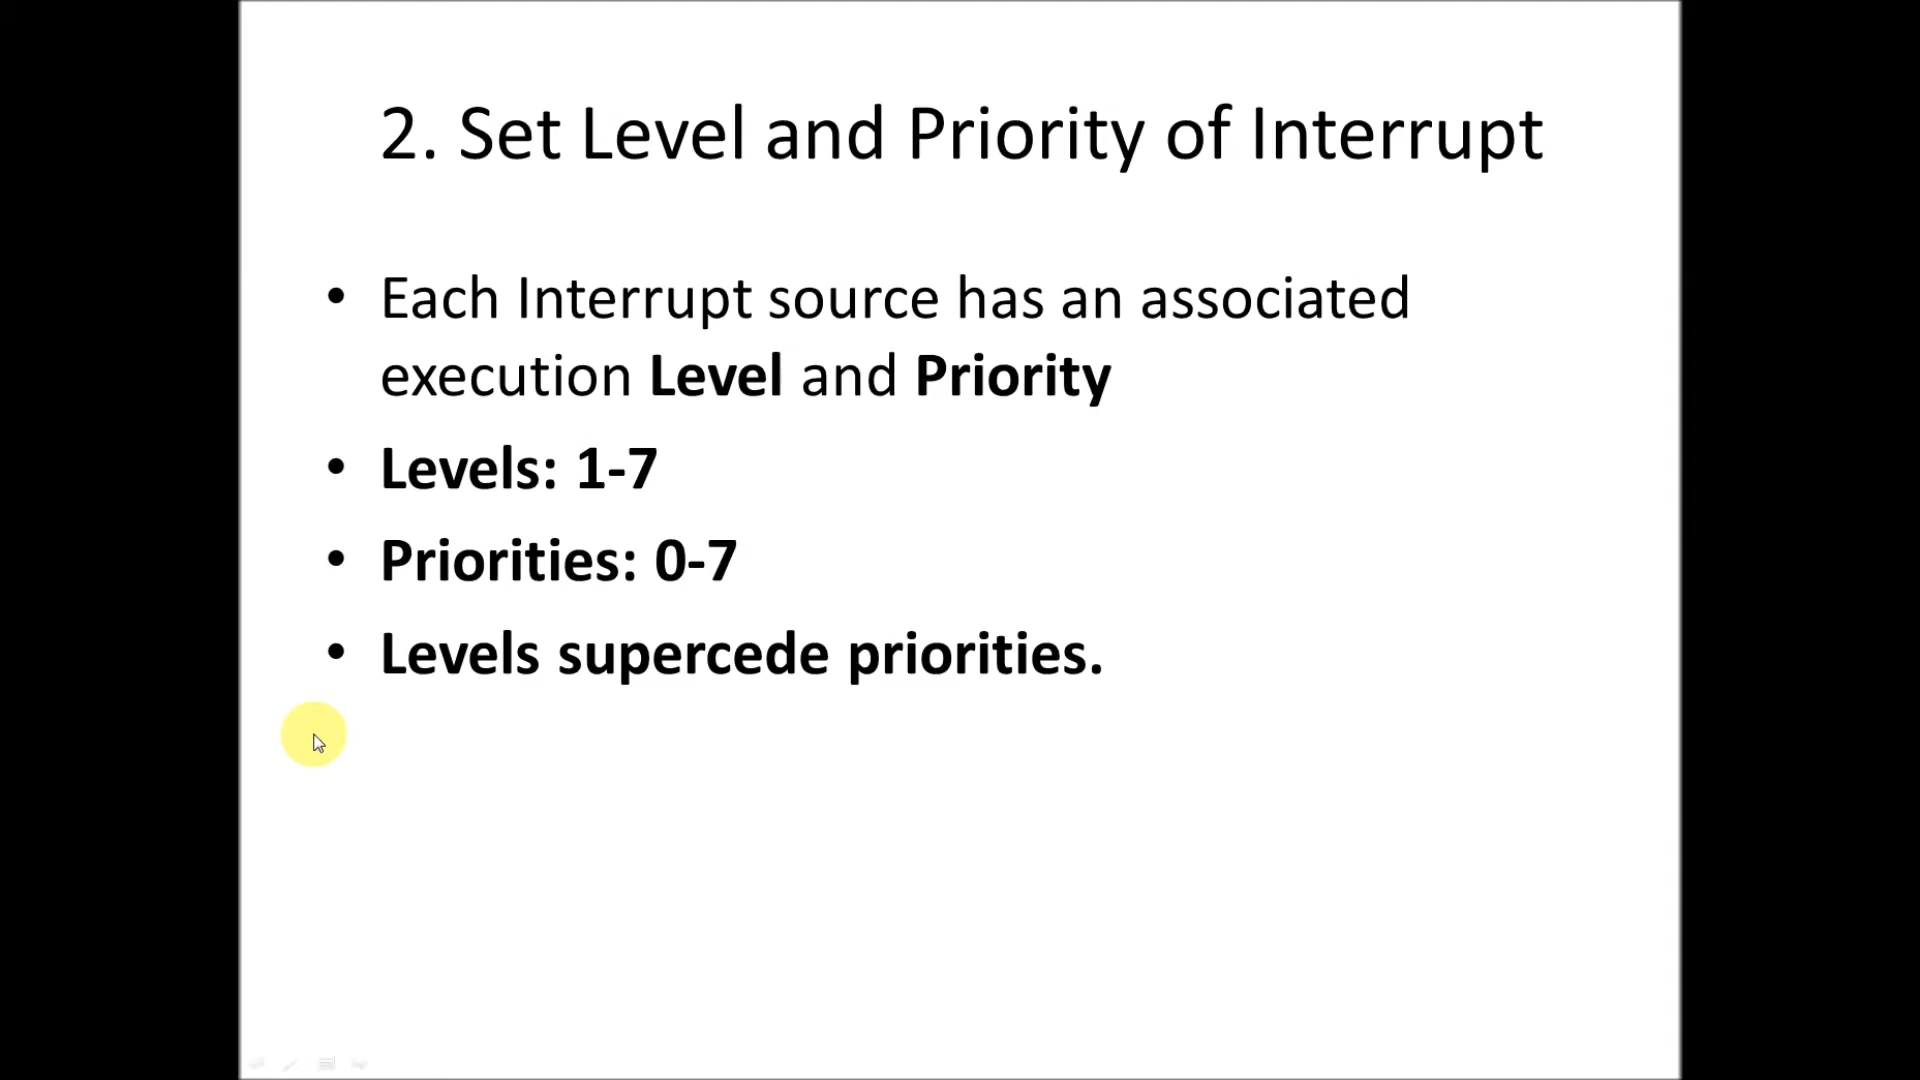 2. Set Level and Priority of Interrupt
• Each Interrupt source has an associated
execution Level and Priority
• Levels: 1-7
• Priorities: 0-7
• Levels supercede priorities.